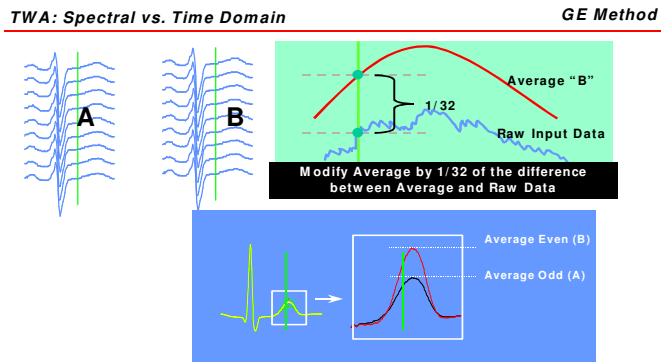 TWA: Spectral vs. Time Domain
GE Method
A
B
Average “B”
1/32
Raw Input Data
Modify Average by 1/32 of the difference
between Average and Raw Data
Average Even (B)
Average Odd (A)